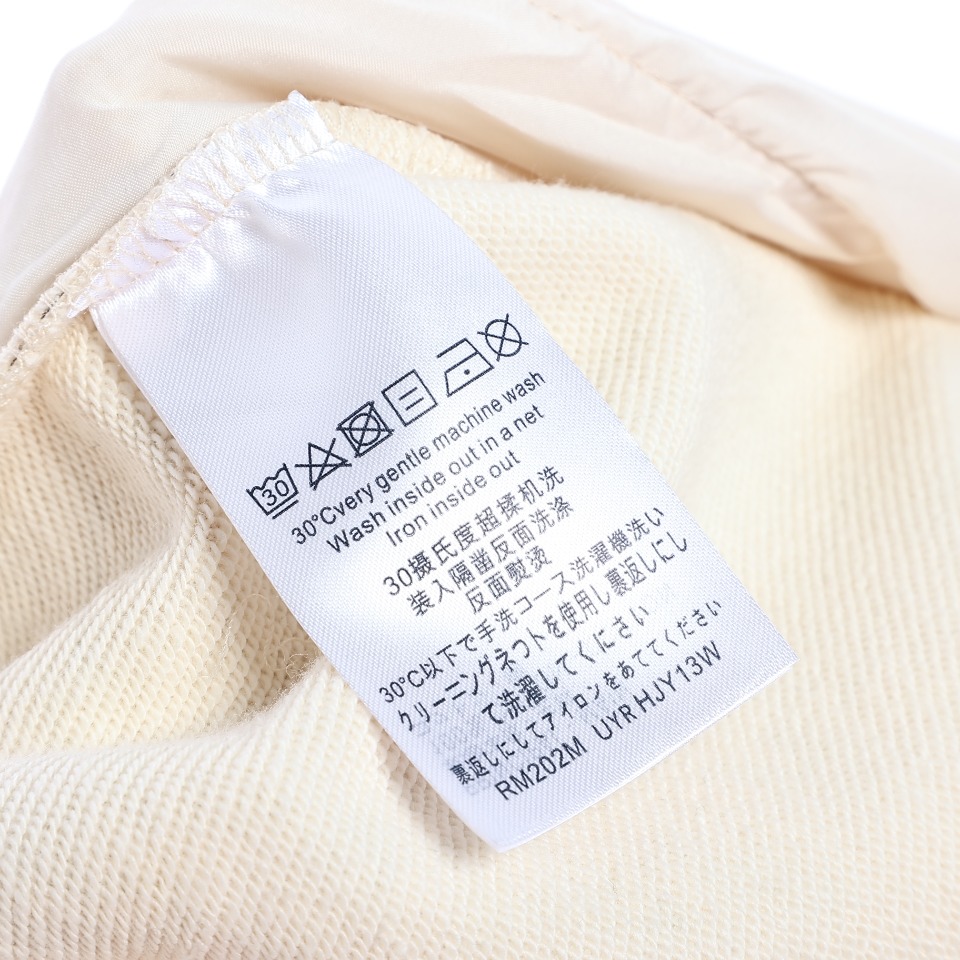 30
30°Cvery gentle machine wash
Wash inside out in a net
Iron inside out
30摄氏度超揉机洗
装入隔凿反面洗涤
反面熨烫
30°C以下で手洗コース洗濯機洗い
クリーニングネつトを使用し裏返しにし
て洗濯してくにさい
裏返しにしてアイロンをあててください
RM202M UYR HJY13W